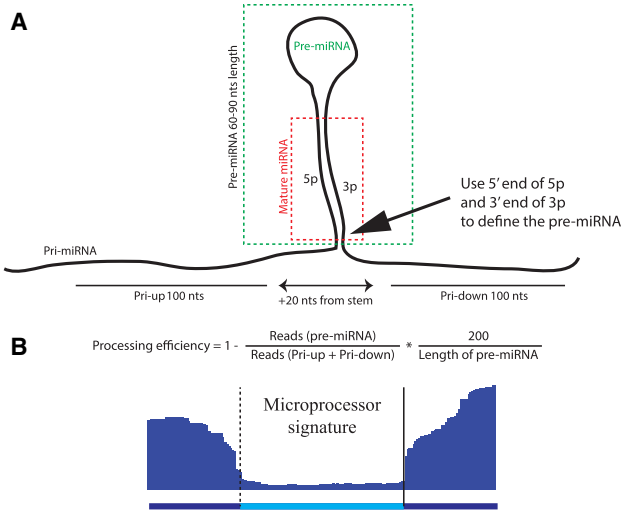 A
Pre-miRNA
Pre-miRNA 60-90 nts length
Mature miRNA
5p
3p
Use 5' end of 5p
and 3' end of 3p
to define the pre-miRNA
Pri-miRNA
Pri-up 100 nts
+20 nts from stem
Pri-down 100 nts
B
Processing efficiency = 1 - Reads (pre-miRNA) / Reads (Pri-up + Pri-down) * 200 / Length of pre-miRNA
Microprocessor
signature